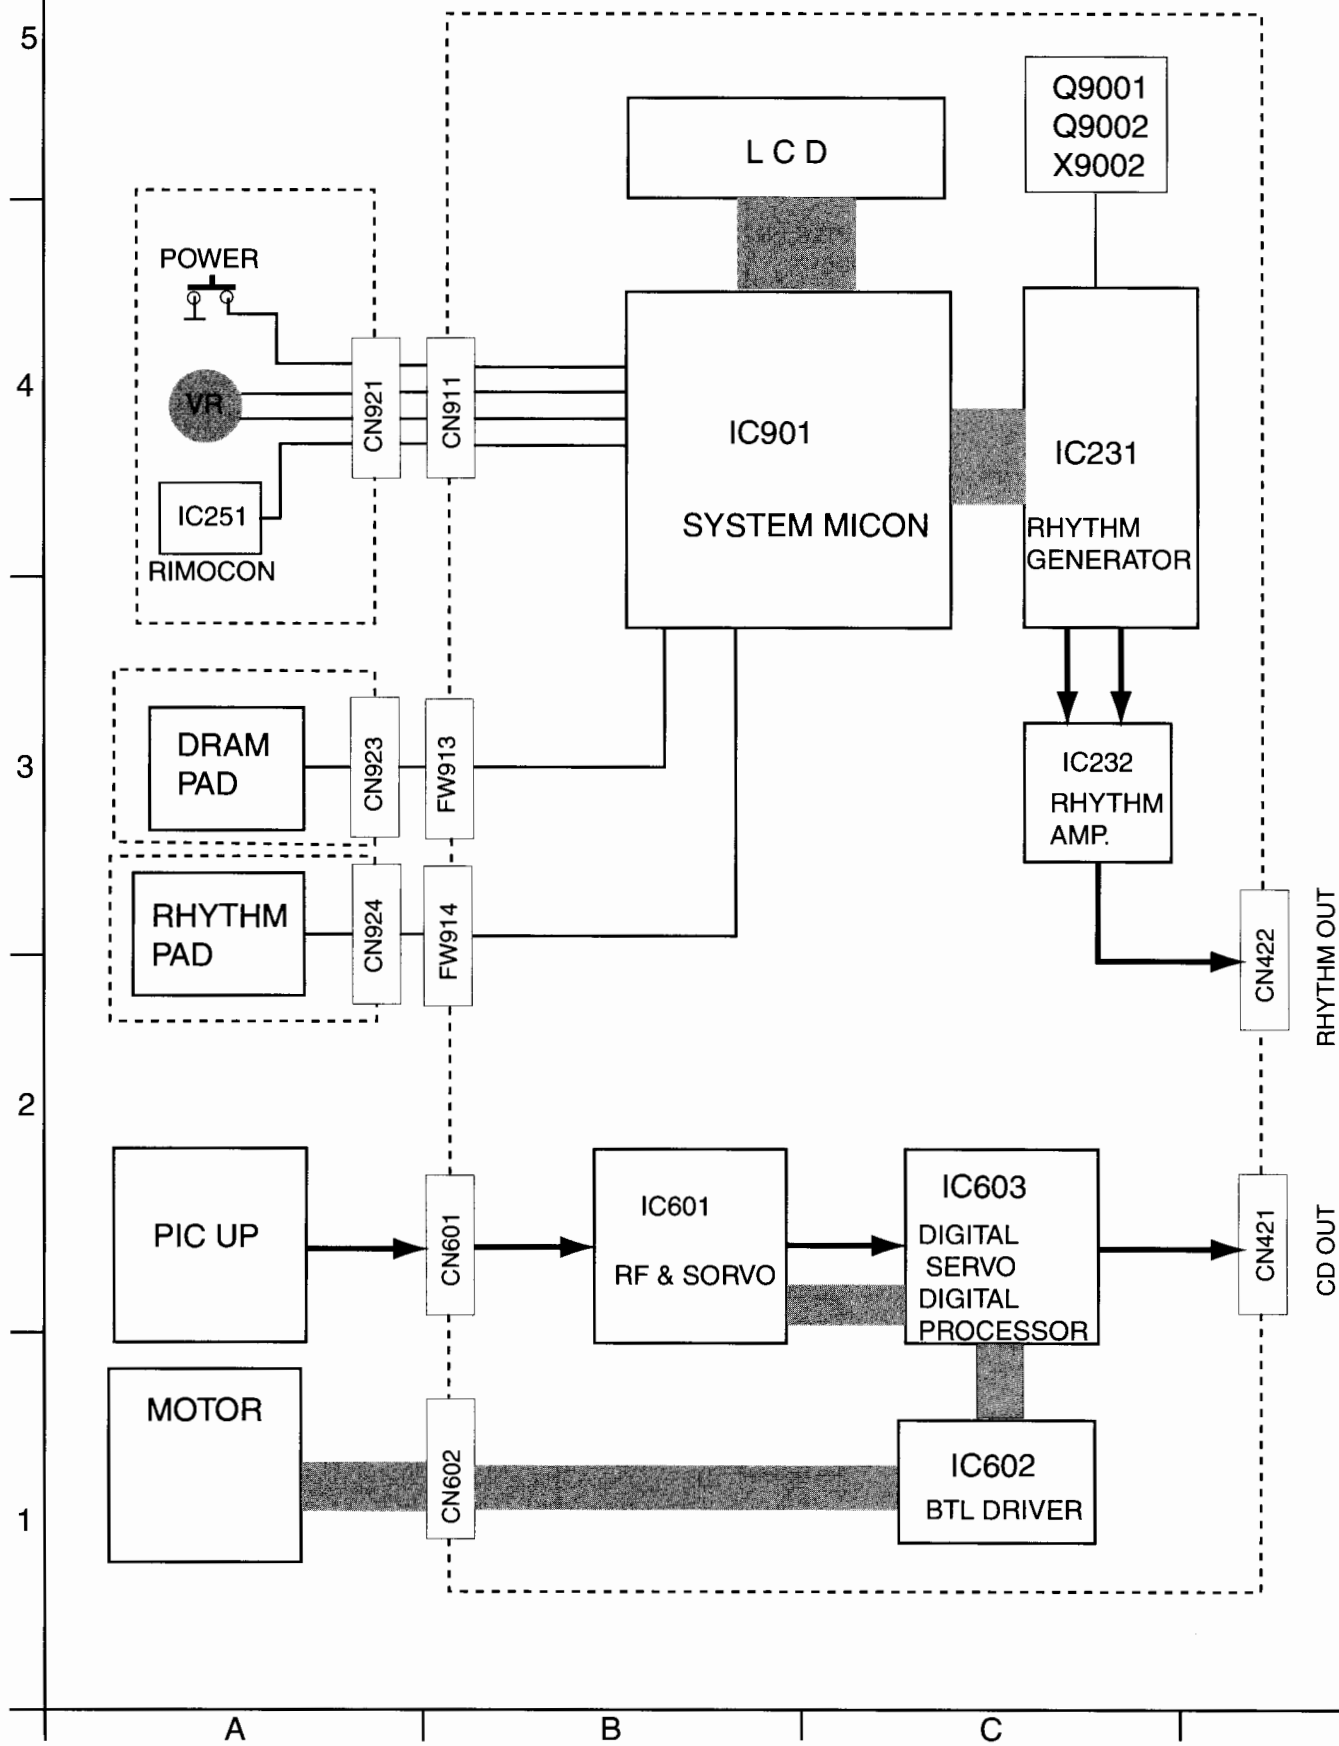 5
Q9001
Q9002
X9002
L C D
POWER
4
VR
CN921
CN911
IC901
SYSTEM MICON
IC231
RHYTHM
GENERATOR
IC251
RIMOCON
3
DRAM
PAD
CN923
FW913
IC232
RHYTHM
AMP.
RHYTHM
PAD
CN924
FW914
CN422
RHYTHM OUT
2
PIC UP
CN601
IC601
RF & SORVO
IC603
DIGITAL
SERVO
DIGITAL
PROCESSOR
CN421
CD OUT
MOTOR
CN602
IC602
BTL DRIVER
1
A
B
C